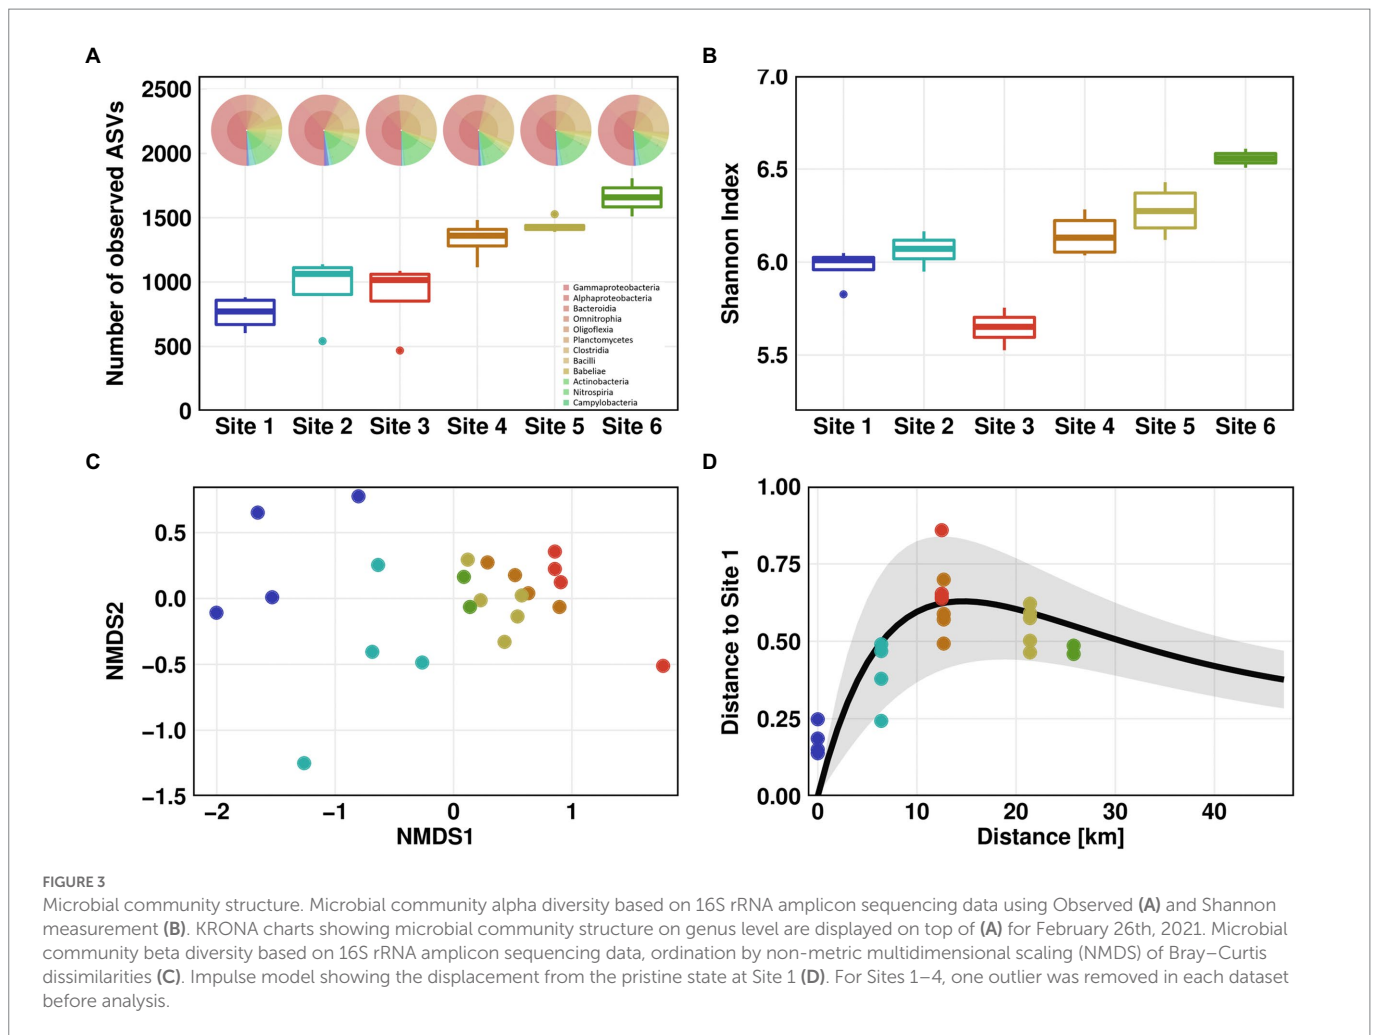 A
Number of observed ASVs
2500
2000
1500
1000
500
0
Gammaproteobacteria
Alphaproteobacteria
Bacteroidia
Omnitrophia
Oligoflexia
Planctomycetes
Clostridia
Bacilli
Babeliae
Actinobacteria
Nitrospiria
Campylobacteria
Site 1 Site 2 Site 3 Site 4 Site 5 Site 6
B
Shannon Index
7.0
6.5
6.0
5.5
Site 1 Site 2 Site 3 Site 4 Site 5 Site 6
C
NMDS2
0.5
0.0
−0.5
−1.0
−1.5
−2 −1 0 1
NMDS1
D
Distance to Site 1
1.00
0.75
0.50
0.25
0.00
0 10 20 30 40
Distance [km]
FIGURE 3
Microbial community structure. Microbial community alpha diversity based on 16S rRNA amplicon sequencing data using Observed (A) and Shannon
measurement (B). KRONA charts showing microbial community structure on genus level are displayed on top of (A) for February 26th, 2021. Microbial
community beta diversity based on 16S rRNA amplicon sequencing data, ordination by non-metric multidimensional scaling (NMDS) of Bray–Curtis
dissimilarities (C). Impulse model showing the displacement from the pristine state at Site 1 (D). For Sites 1–4, one outlier was removed in each dataset
before analysis.